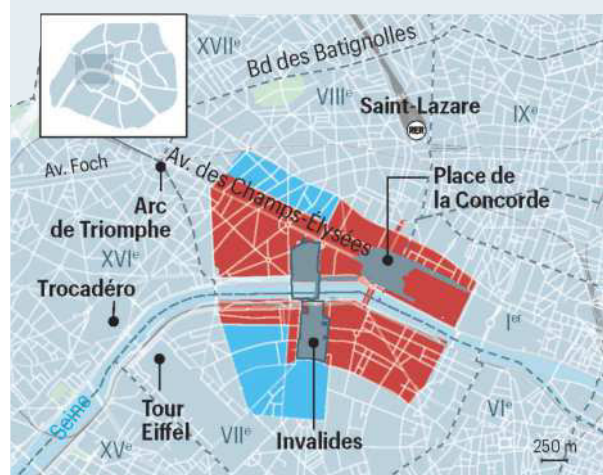 XVIIe
Bd des Batignolles
VIIIe
Saint-Lazare
RER
IXe
Av. Foch
Av. des Champs-Élysées
Place de
la Concorde
Arc
de Triomphe
XVIe
Trocadéro
Ier
Seine
Tour
Eiffel
Invalides
VIe
XVe
VIIe
250 m